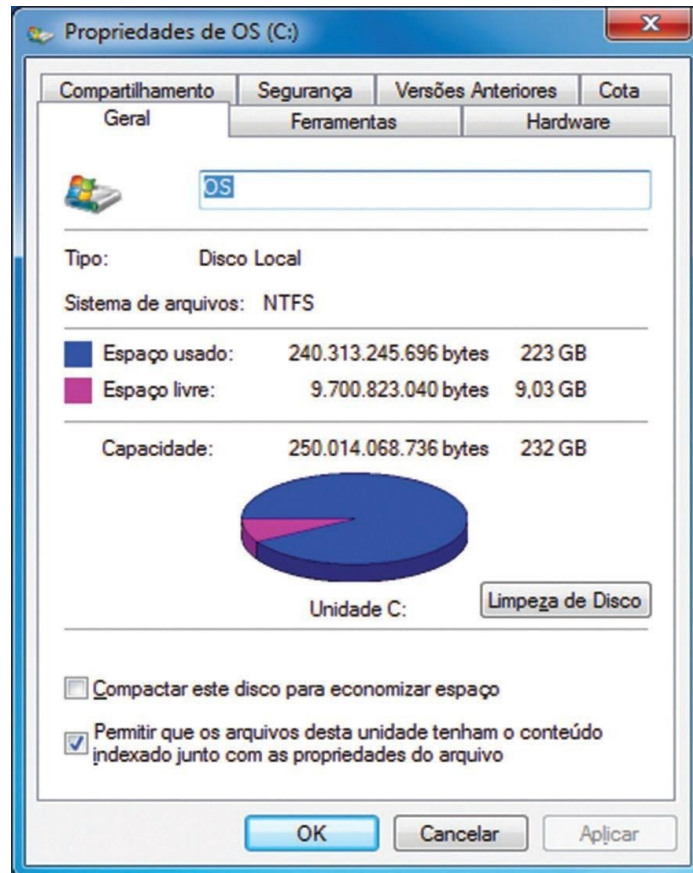 Propriedades de OS (C:)
Compartilhamento Segurança Versões Anteriores Cota
Geral Ferramentas Hardware
OS
Tipo: Disco Local
Sistema de arquivos: NTFS
Espaço usado: 240.313.245.696 bytes 223 GB
Espaço livre: 9.700.823.040 bytes 9,03 GB
Capacidade: 250.014.068.736 bytes 232 GB
Unidade C: Limpeza de Disco
Compactar este disco para economizar espaço
Permitir que os arquivos desta unidade tenham o conteúdo
indexado junto com as propriedades do arquivo
OK Cancelar Aplicar